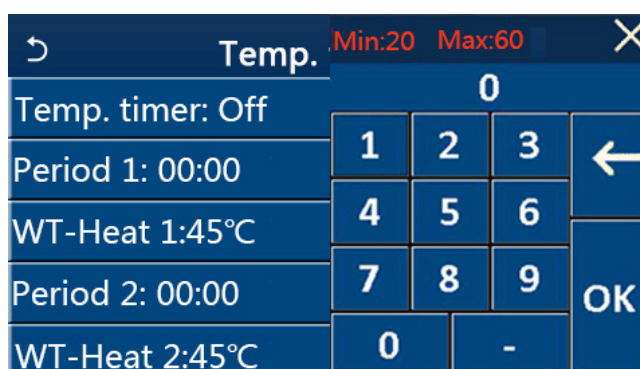 Temp.
Temp. timer: Off
Period 1: 00:00
WT-Heat 1:45℃
Period 2: 00:00
WT-Heat 2:45℃
Min:20 Max:60
0
1 2 3
4 5 6
7 8 9
OK
0 -